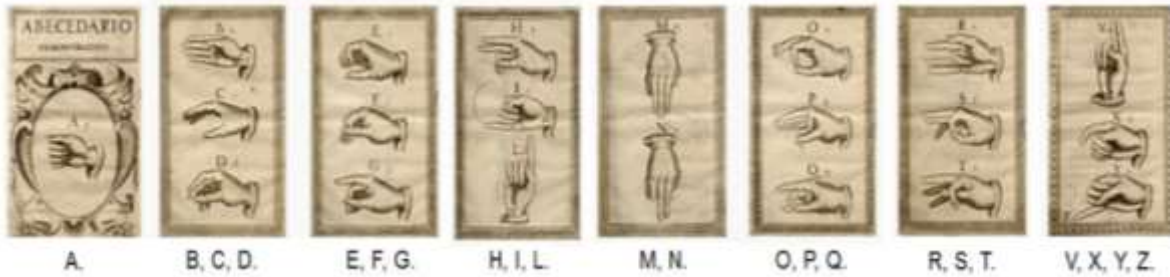 ABECEDARIO
A
B
C
D
E
F
G
H
I
L
M
N
O
P
Q
R
S
T
V
A.
B, C, D.
E, F, G.
H, I, L.
M, N.
O, P, Q.
R, S, T.
V, X, Y, Z.